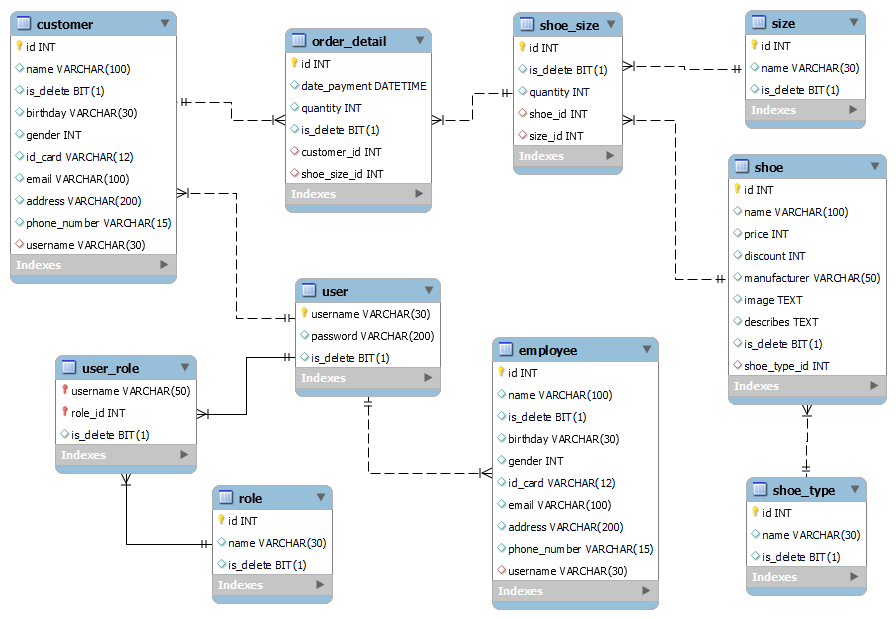 customer
id INT
name VARCHAR(100)
is_delete BIT(1)
birthday VARCHAR(30)
gender INT
id_card VARCHAR(12)
email VARCHAR(100)
address VARCHAR(200)
phone_number VARCHAR(15)
username VARCHAR(30)
Indexes
order_detail
id INT
date_payment DATETIME
quantity INT
is_delete BIT(1)
customer_id INT
shoe_size_id INT
Indexes
shoe_size
id INT
is_delete BIT(1)
quantity INT
shoe_id INT
size_id INT
Indexes
size
id INT
name VARCHAR(30)
is_delete BIT(1)
Indexes
shoe
id INT
name VARCHAR(100)
price INT
discount INT
manufacturer VARCHAR(50)
image TEXT
describes TEXT
is_delete BIT(1)
shoe_type_id INT
Indexes
user
username VARCHAR(30)
password VARCHAR(200)
is_delete BIT(1)
Indexes
user_role
username VARCHAR(50)
role_id INT
is_delete BIT(1)
Indexes
employee
id INT
name VARCHAR(100)
is_delete BIT(1)
birthday VARCHAR(30)
gender INT
id_card VARCHAR(12)
email VARCHAR(100)
address VARCHAR(200)
phone_number VARCHAR(15)
username VARCHAR(30)
Indexes
role
id INT
name VARCHAR(30)
is_delete BIT(1)
Indexes
shoe_type
id INT
name VARCHAR(30)
is_delete BIT(1)
Indexes